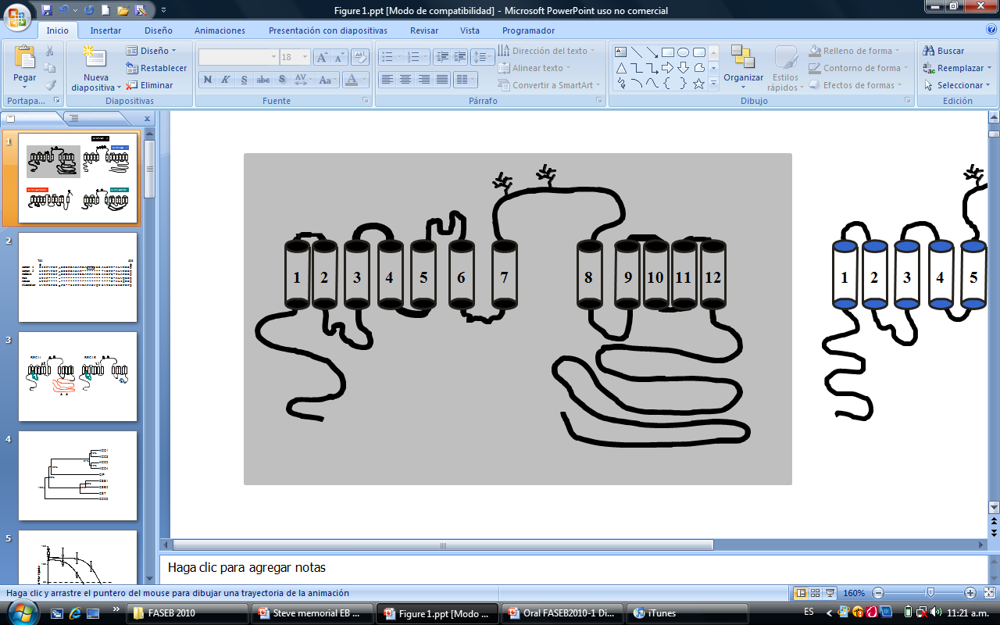 Figure 1.ppt [Modo de compatibilidad] - Microsoft PowerPoint uso no comercial
Inicio Insertar Diseño Animaciones Presentación con diapositivas Revisar Vista Programador
Pegar
Portapa...
Nueva diapositiva
Diseño
Restablecer
Eliminar
Diapositivas
18
N K S abc S AV Aa A
Fuente
Dirección del texto
Alinear texto
Convertir a SmartArt
Párrafo
Organizar
Estilos rápidos
Relleno de forma
Contorno de forma
Efectos de formas
Dibujo
Buscar
Reemplazar
Seleccionar
Edición
1
2
3
4
5
1 2 3 4 5 6 7 8 9 10 11 12
1 2 3 4 5
Haga clic para agregar notas
Haga clic y arrastre el puntero del mouse para dibujar una trayectoria de la animación
160%
FASEB 2010
Steve memorial EB ...
Figure 1.ppt [Modo ...
Oral FASEB2010-1 Di...
iTunes
ES
11:21 a.m.